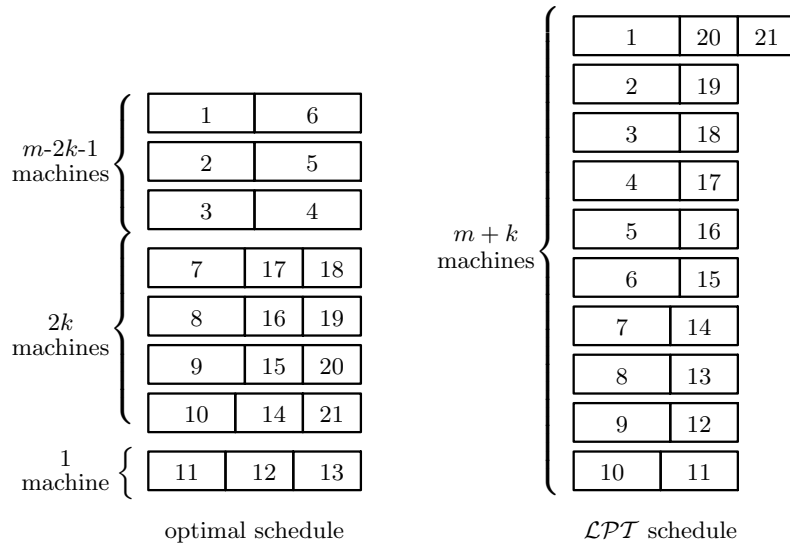 m-2k-1
machines
1 6
2 5
3 4
2k
machines
7 17 18
8 16 19
9 15 20
10 14 21
1
machine
11 12 13
optimal schedule
m + k
machines
1 20 21
2 19
3 18
4 17
5 16
6 15
7 14
8 13
9 12
10 11
LPT schedule